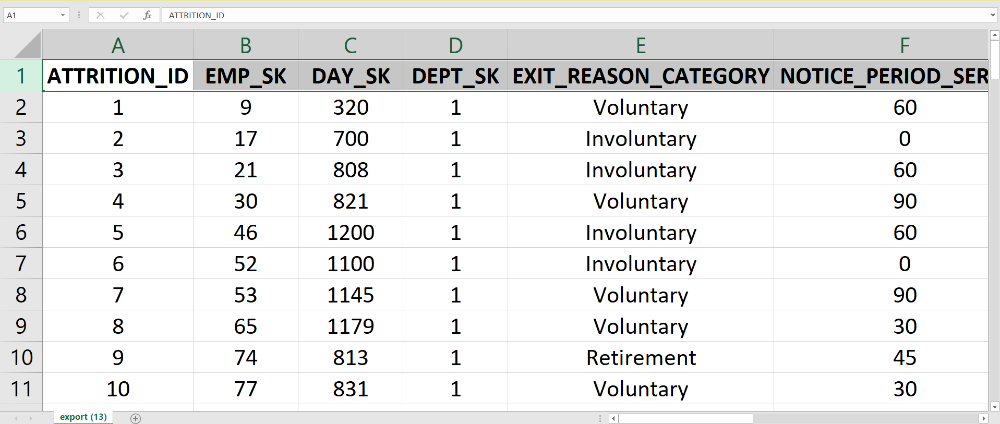 A1 fx ATTRITION_ID
A B C D E F
1 ATTRITION_ID EMP_SK DAY_SK DEPT_SK EXIT_REASON_CATEGORY NOTICE_PERIOD_SER
2 1 9 320 1 Voluntary 60
3 2 17 700 1 Involuntary 0
4 3 21 808 1 Involuntary 60
5 4 30 821 1 Voluntary 90
6 5 46 1200 1 Involuntary 60
7 6 52 1100 1 Involuntary 0
8 7 53 1145 1 Voluntary 90
9 8 65 1179 1 Voluntary 30
10 9 74 813 1 Retirement 45
11 10 77 831 1 Voluntary 30
export (13)